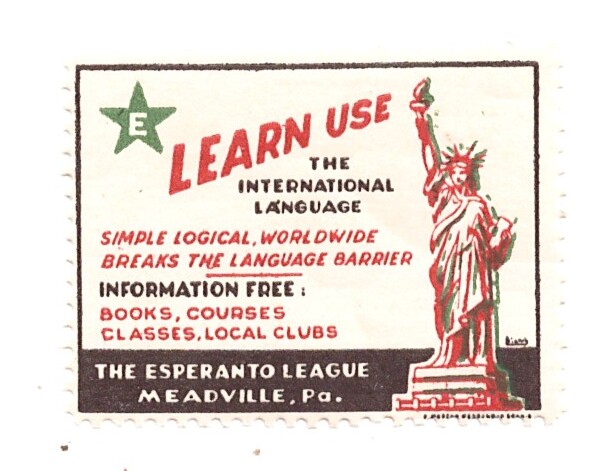 E
LEARN USE
THE
INTERNATIONAL
LANGUAGE
SIMPLE LOGICAL, WORLDWIDE
BREAKS THE LANGUAGE BARRIER
INFORMATION FREE:
BOOKS, COURSES
CLASSES, LOCAL CLUBS
THE ESPERANTO LEAGUE
MEADVILLE, Pa.